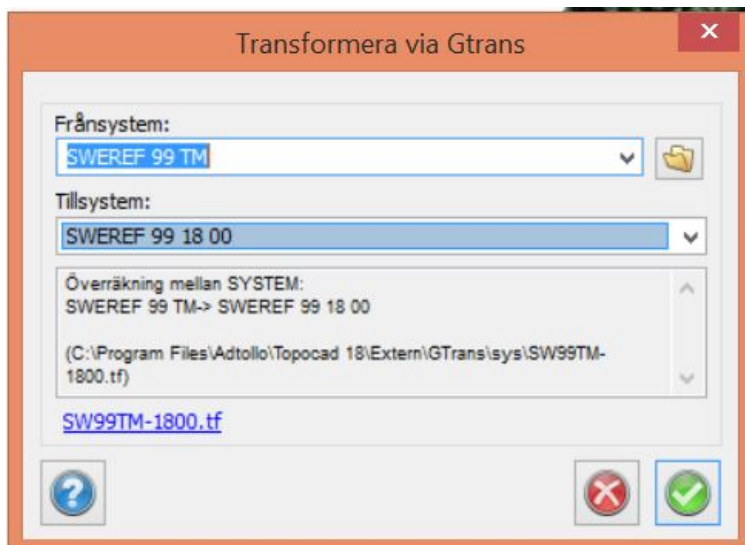 Transformera via Gtrans
Frånsystem:
SWEREF 99 TM
Tillsystem:
SWEREF 99 18 00
Överräkning mellan SYSTEM:
SWEREF 99 TM-> SWEREF 99 18 00
(C:\Program Files\Adtollo\Topocad 18\Extern\GTrans\sys\SW99TM-
1800.tf)
SW99TM-1800.tf